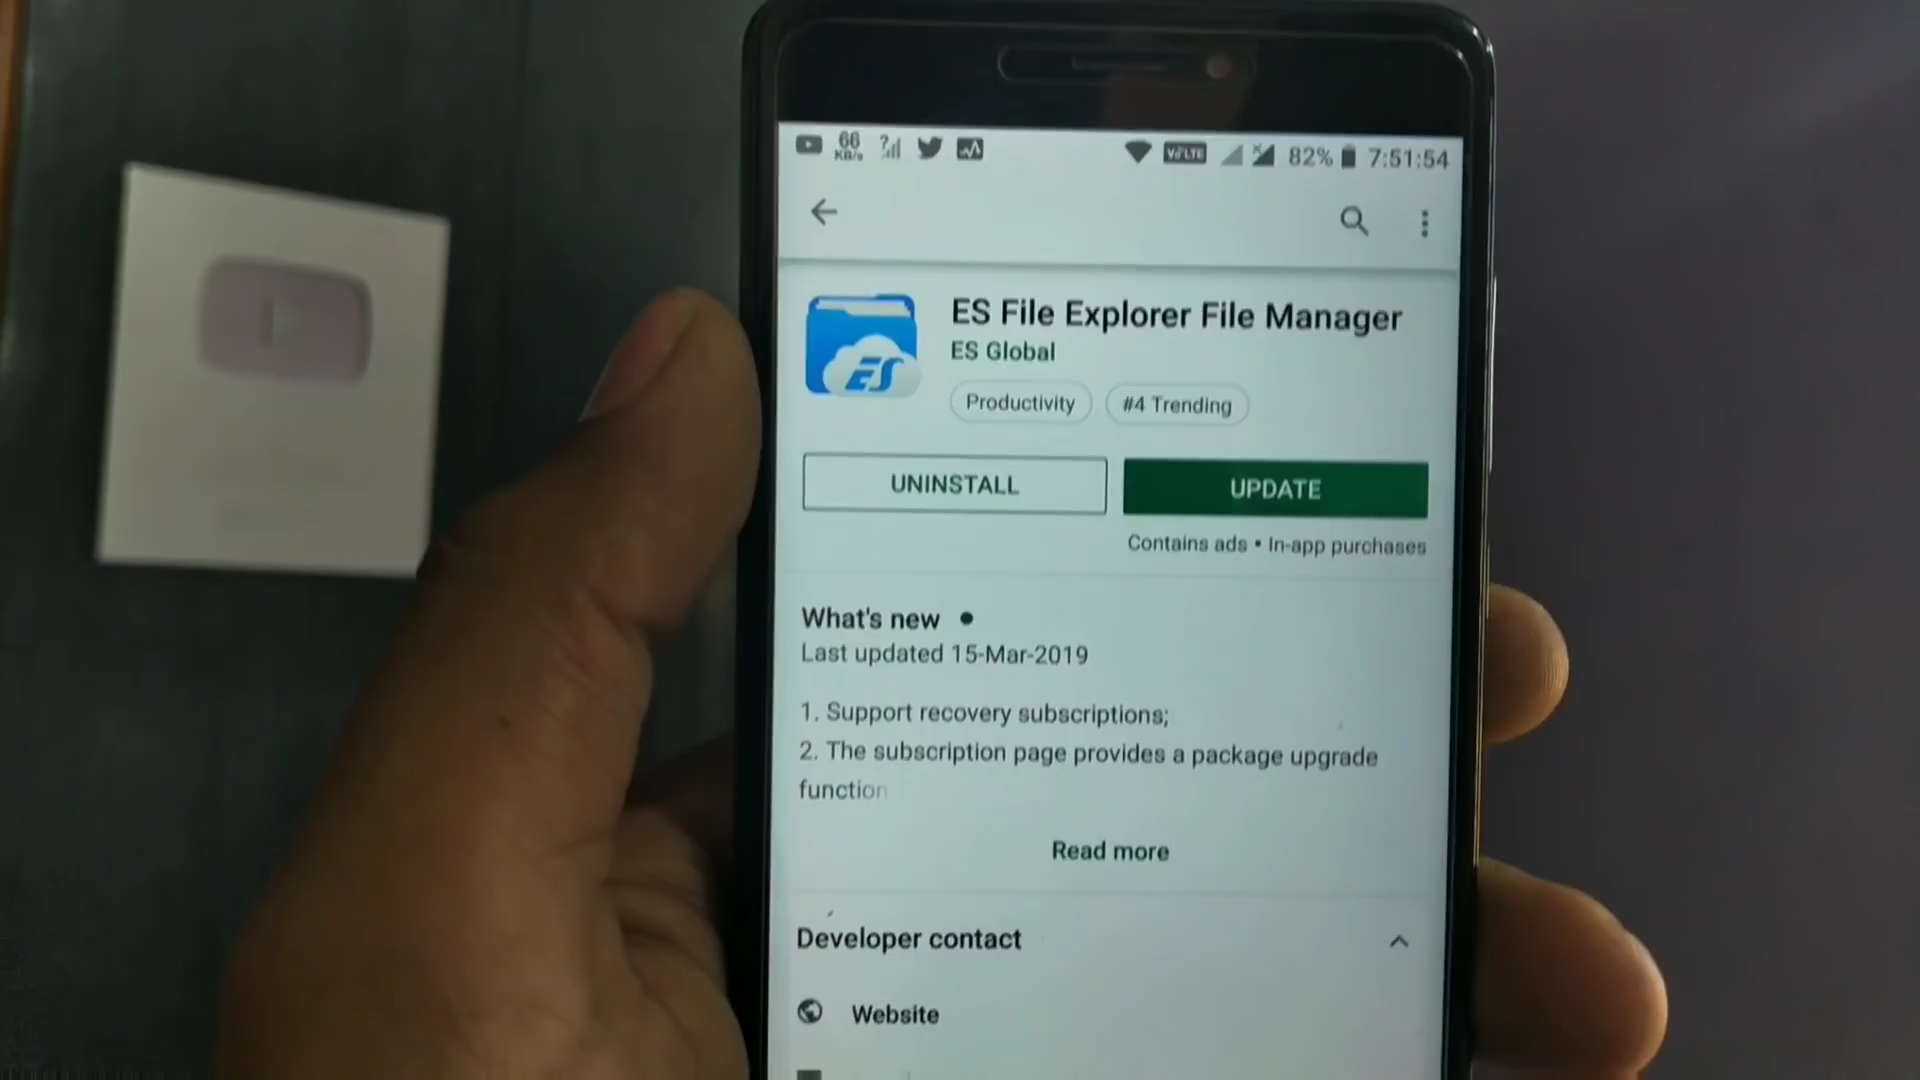 66
KB/s
?
VoLTE
82%
7:51:54
ES File Explorer File Manager
ES Global
ES
Productivity
#4 Trending
UNINSTALL
UPDATE
Contains ads • In-app purchases
What's new
Last updated 15-Mar-2019
1. Support recovery subscriptions;
2. The subscription page provides a package upgrade
function
Read more
Developer contact
Website